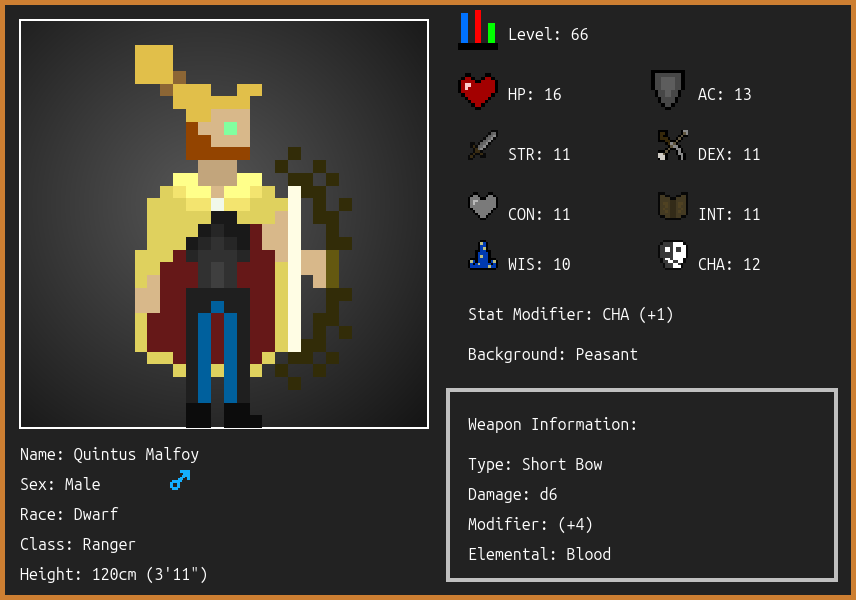 Level: 66
HP: 16
AC: 13
STR: 11
DEX: 11
CON: 11
INT: 11
WIS: 10
CHA: 12
Stat Modifier: CHA (+1)
Background: Peasant
Weapon Information:
Type: Short Bow
Damage: d6
Modifier: (+4)
Elemental: Blood
Name: Quintus Malfoy
Sex: Male
Race: Dwarf
Class: Ranger
Height: 120cm (3'11")